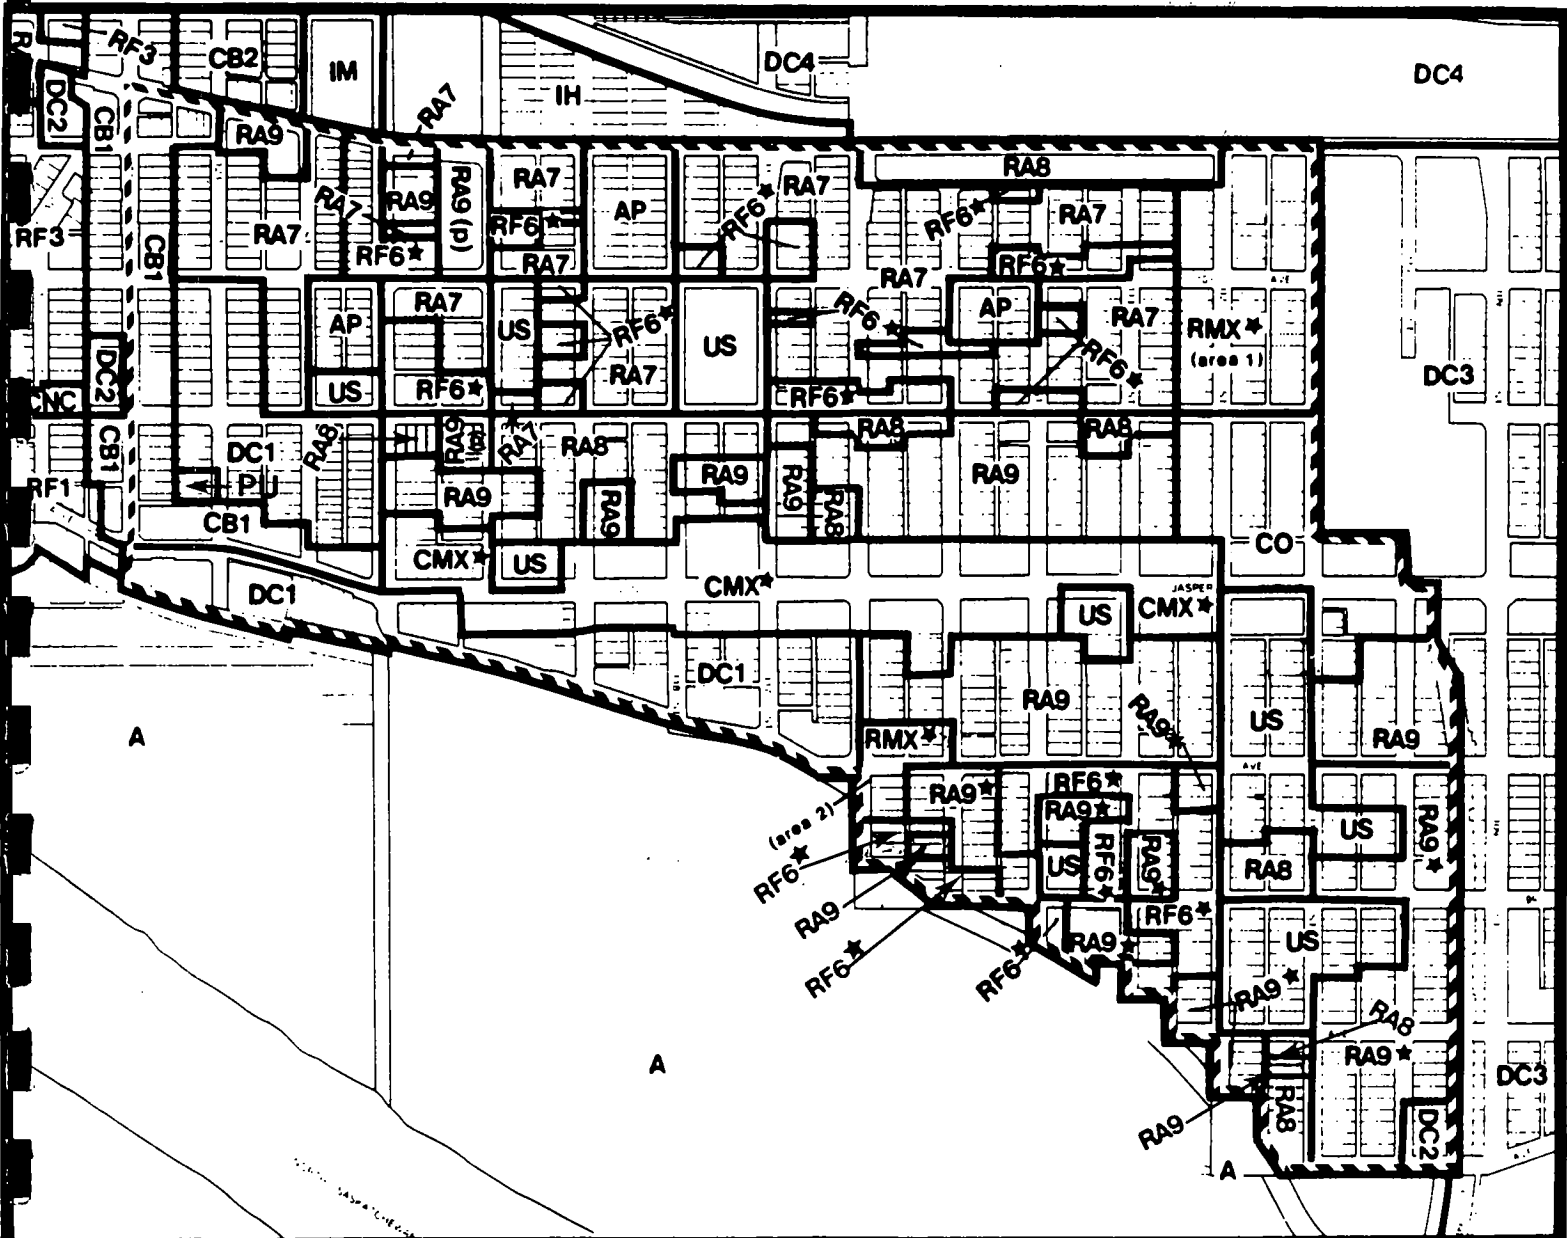 RF3
CB2
IM
DC4
DC4
IH
DC2
CB1
RA9
RA7
RA8
RA7
RA9
RA9 (p)
RA7
RF6★
AP
RF6★
RA7
RF6★
RA7
RA7
RF3
CB1
RA7
RF6★
RA7
RF6★
RA7
AVE
RA7
AP
US
RF6★
US
RF6★
AP
RA7
RMX★
(area 1)
DC2
US
RF6★
RA7
RF6★
RF6★
DC3
CNC
CB1
DC1
RA8
RA9
RA7
RA8
RA8
RA8
RF1
PU
RA9
RA9
RA9
RA9
RA8
RA9
CB1
CMX★
US
CO
DC1
CMX★
JASPER
CMX★
US
DC1
RA9
RA9★
US
RA9
A
RMX★
AVE
(area 2)
RA9★
RF6★
RA9★
US
RF6★
RA9★
US
RA8
RA9★
RF6★
RA9
RF6★
RF6★
RA9★
RF6★
US
RA9★
RA8
A
RA9★
DC3
RA9
RA8
DC2
A